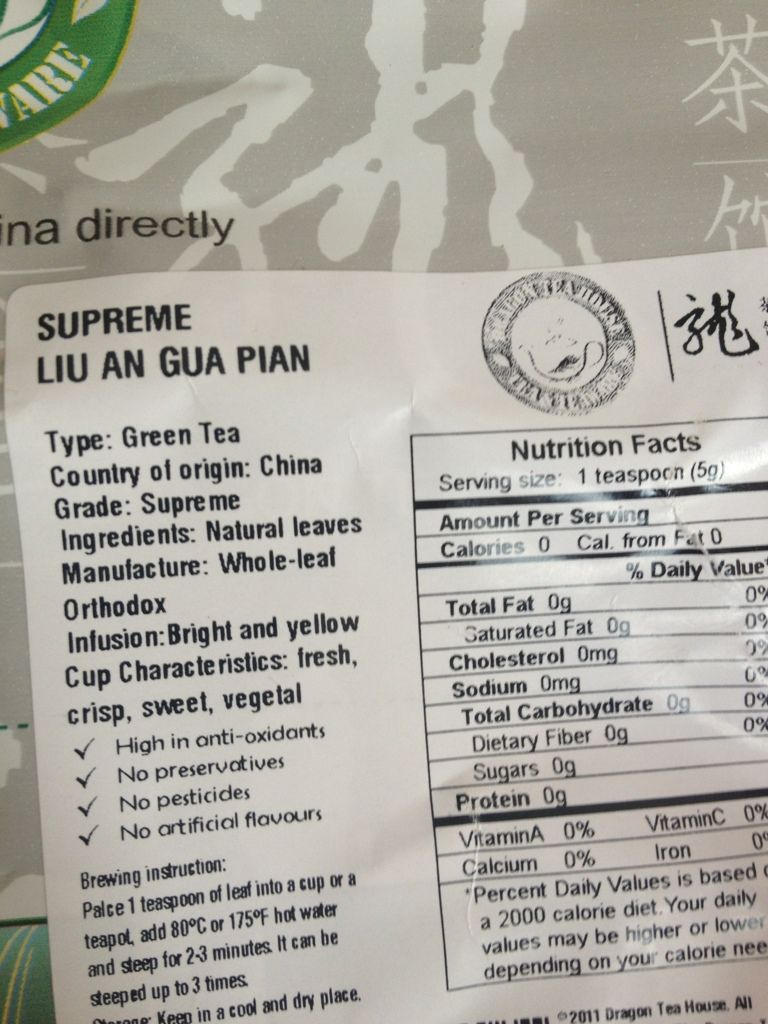 茶
竹
ina directly
SUPREME
LIU AN GUA PIAN
龍
Type: Green Tea
Country of origin: China
Grade: Supreme
Ingredients: Natural leaves
Manufacture: Whole-leaf
Orthodox
Infusion:Bright and yellow
Cup Characteristics: fresh,
crisp, sweet, vegetal
✓ High in anti-oxidants
✓ No preservatives
✓ No pesticides
✓ No artificial flavours
Brewing instruction:
Palce 1 teaspoon of leaf into a cup or a
teapot, add 80°C or 175°F hot water
and steep for 2-3 minutes. It can be
steeped up to 3 times.
Storage: Keep in a cool and dry place.
Nutrition Facts
Serving size: 1 teaspoon (5g)
Amount Per Serving
Calories 0 Cal. from Fat 0
% Daily Value*
Total Fat 0g 0%
Saturated Fat 0g 0%
Cholesterol 0mg 0%
Sodium 0mg 0%
Total Carbohydrate 0g 0%
Dietary Fiber 0g 0%
Sugars 0g
Protein 0g
VitaminA 0% VitaminC 0%
Calcium 0% Iron 0%
*Percent Daily Values is based
a 2000 calorie diet. Your daily
values may be higher or lower
depending on your calorie nee
©2011 Dragon Tea House. All